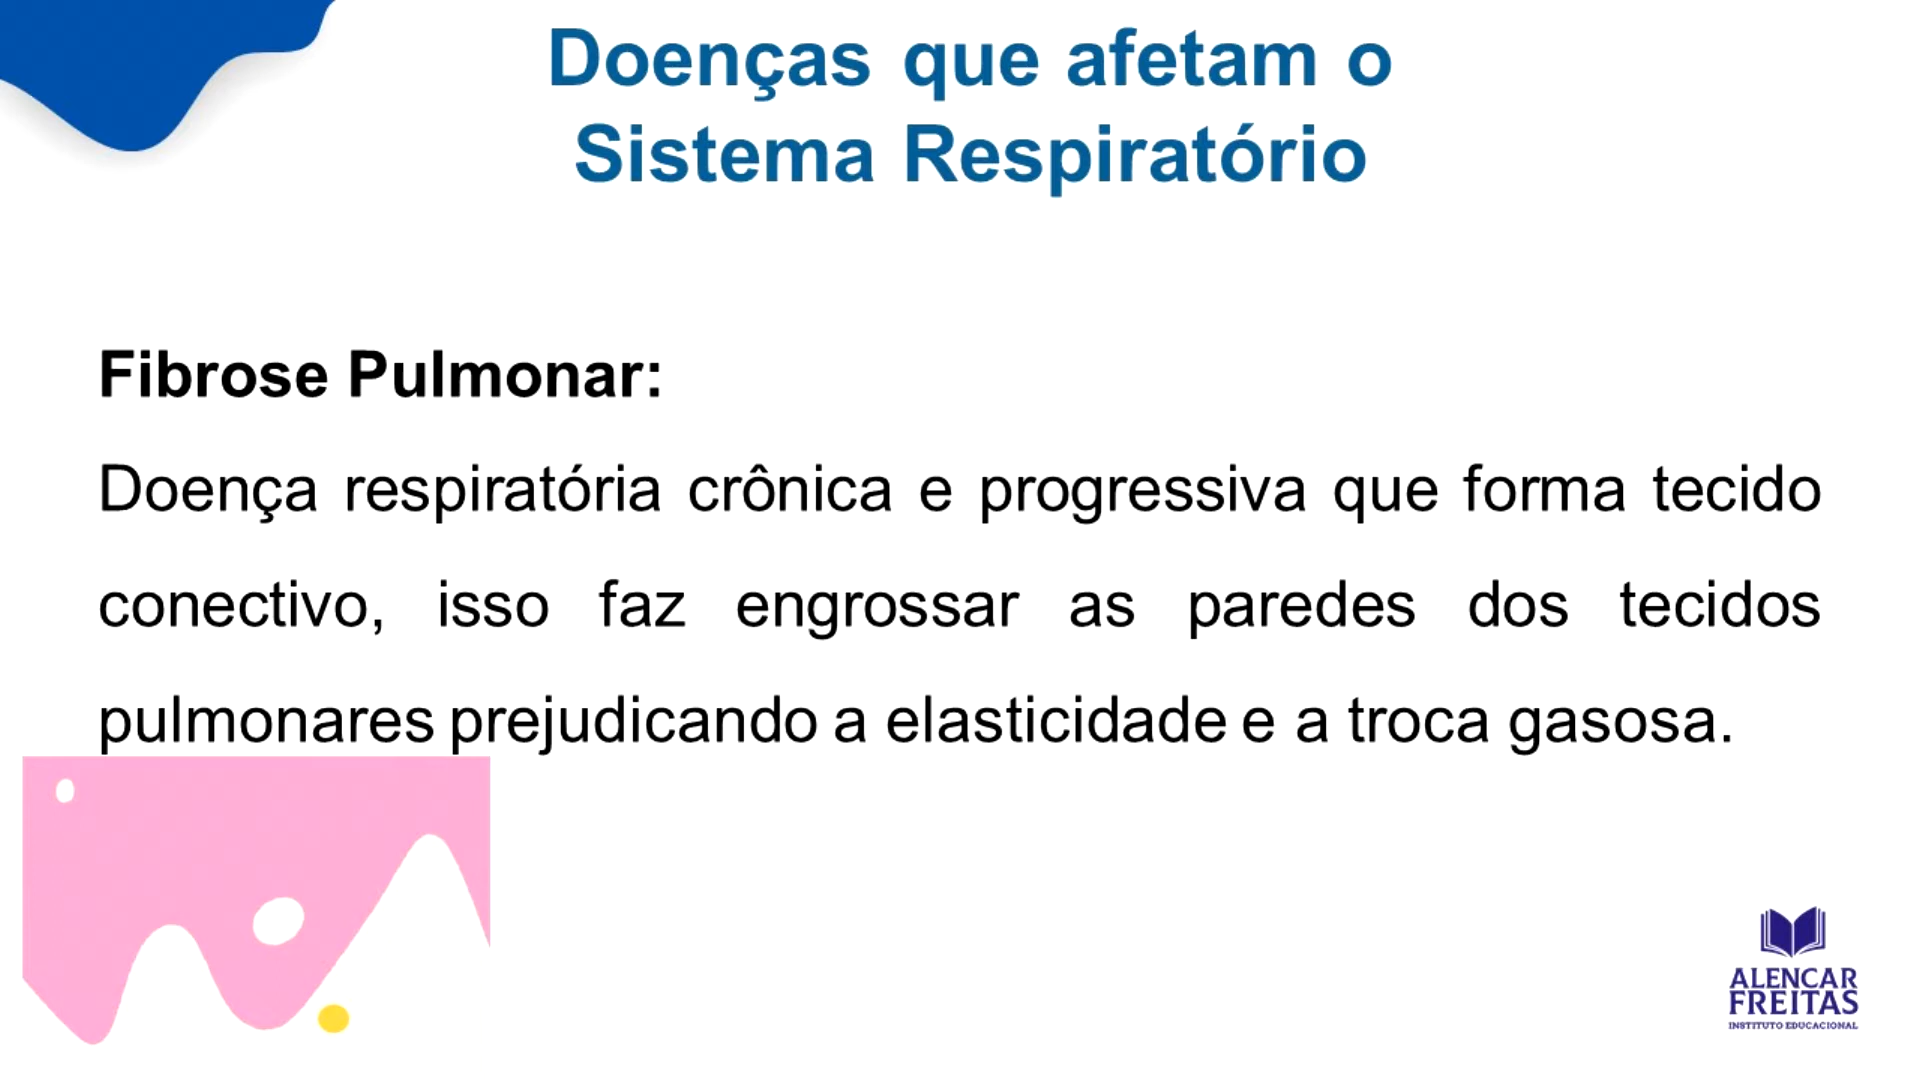 Doenças que afetam o
Sistema Respiratório
Fibrose Pulmonar:
Doença respiratória crônica e progressiva que forma tecido
conectivo, isso faz engrossar as paredes dos tecidos
pulmonares prejudicando a elasticidade e a troca gasosa.
ALENCAR
FREITAS
INSTITUTO EDUCACIONAL